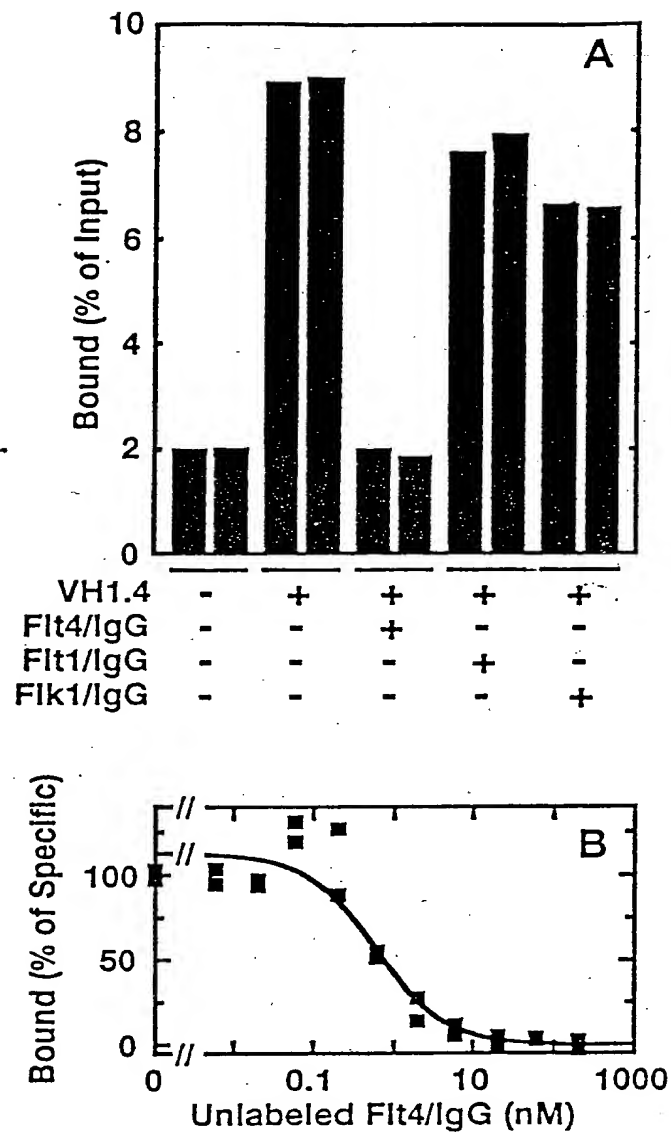 10
A
8
6
4
2
0
Bound (% of Input)
VH1.4 - + + + +
Flt4/IgG - - + - -
Flt1/IgG - - - + -
Flk1/IgG - - - - +
B
100
50
0
Bound (% of Specific)
0 0.1 10 1000
Unlabeled Flt4/IgG (nM)